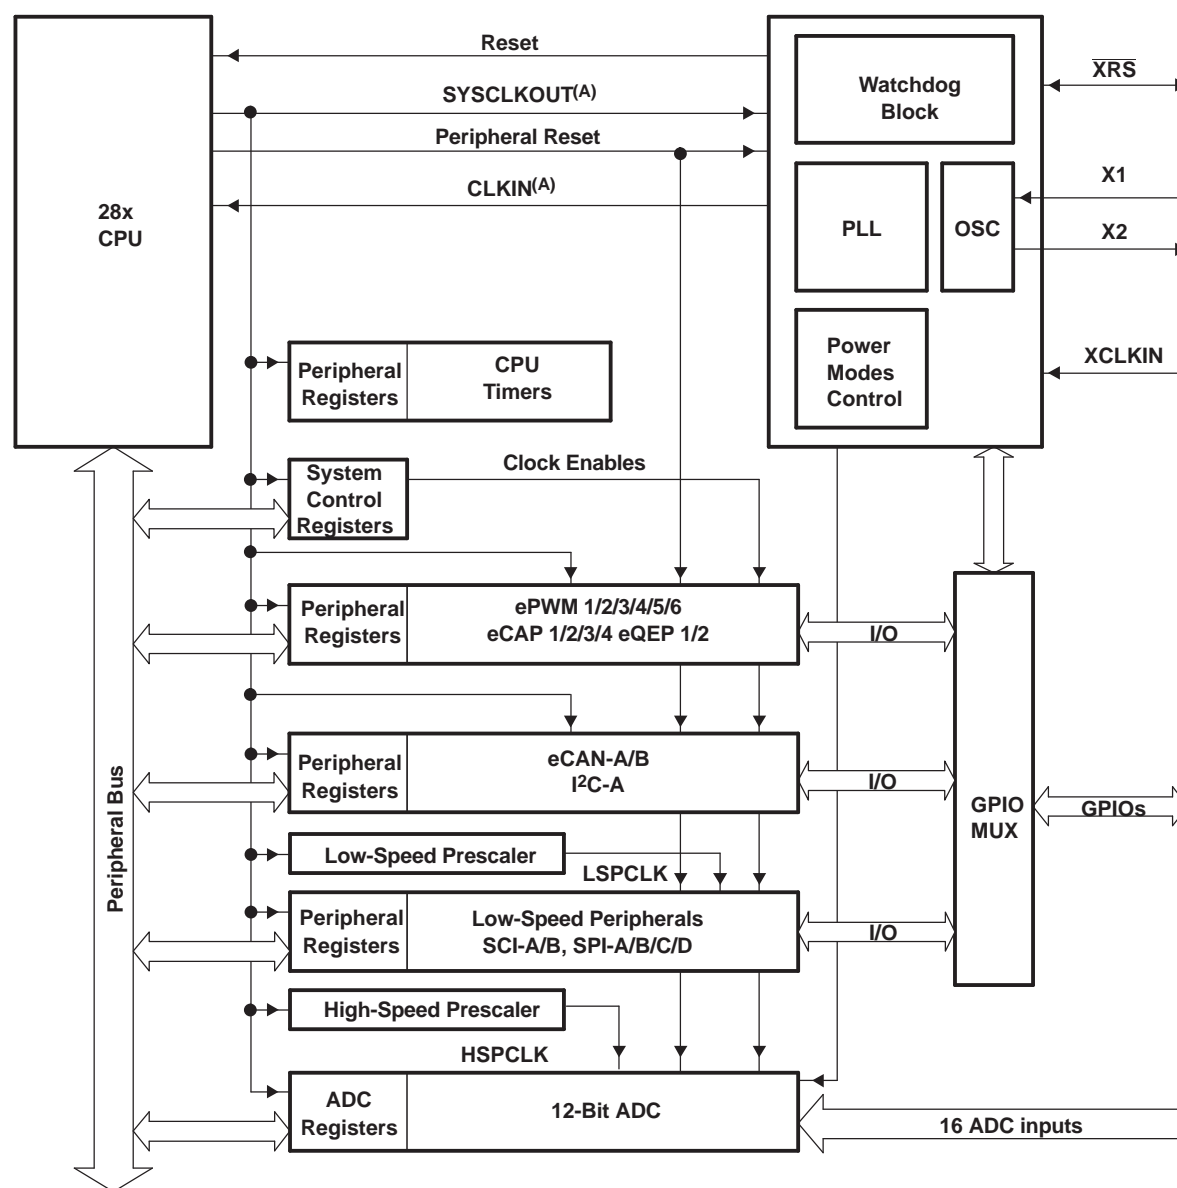 Reset
SYSCLKOUT(A)
Peripheral Reset
CLKIN(A)
28x
CPU
Watchdog
Block
PLL
OSC
Power
Modes
Control
XRS
X1
X2
XCLKIN
Peripheral
Registers
CPU
Timers
System
Control
Registers
Clock Enables
Peripheral
Registers
ePWM 1/2/3/4/5/6
eCAP 1/2/3/4 eQEP 1/2
I/O
Peripheral
Registers
eCAN-A/B
I2C-A
I/O
GPIO
MUX
GPIOs
Peripheral Bus
Low-Speed Prescaler
LSPCLK
Peripheral
Registers
Low-Speed Peripherals
SCI-A/B, SPI-A/B/C/D
I/O
High-Speed Prescaler
HSPCLK
ADC
Registers
12-Bit ADC
16 ADC inputs